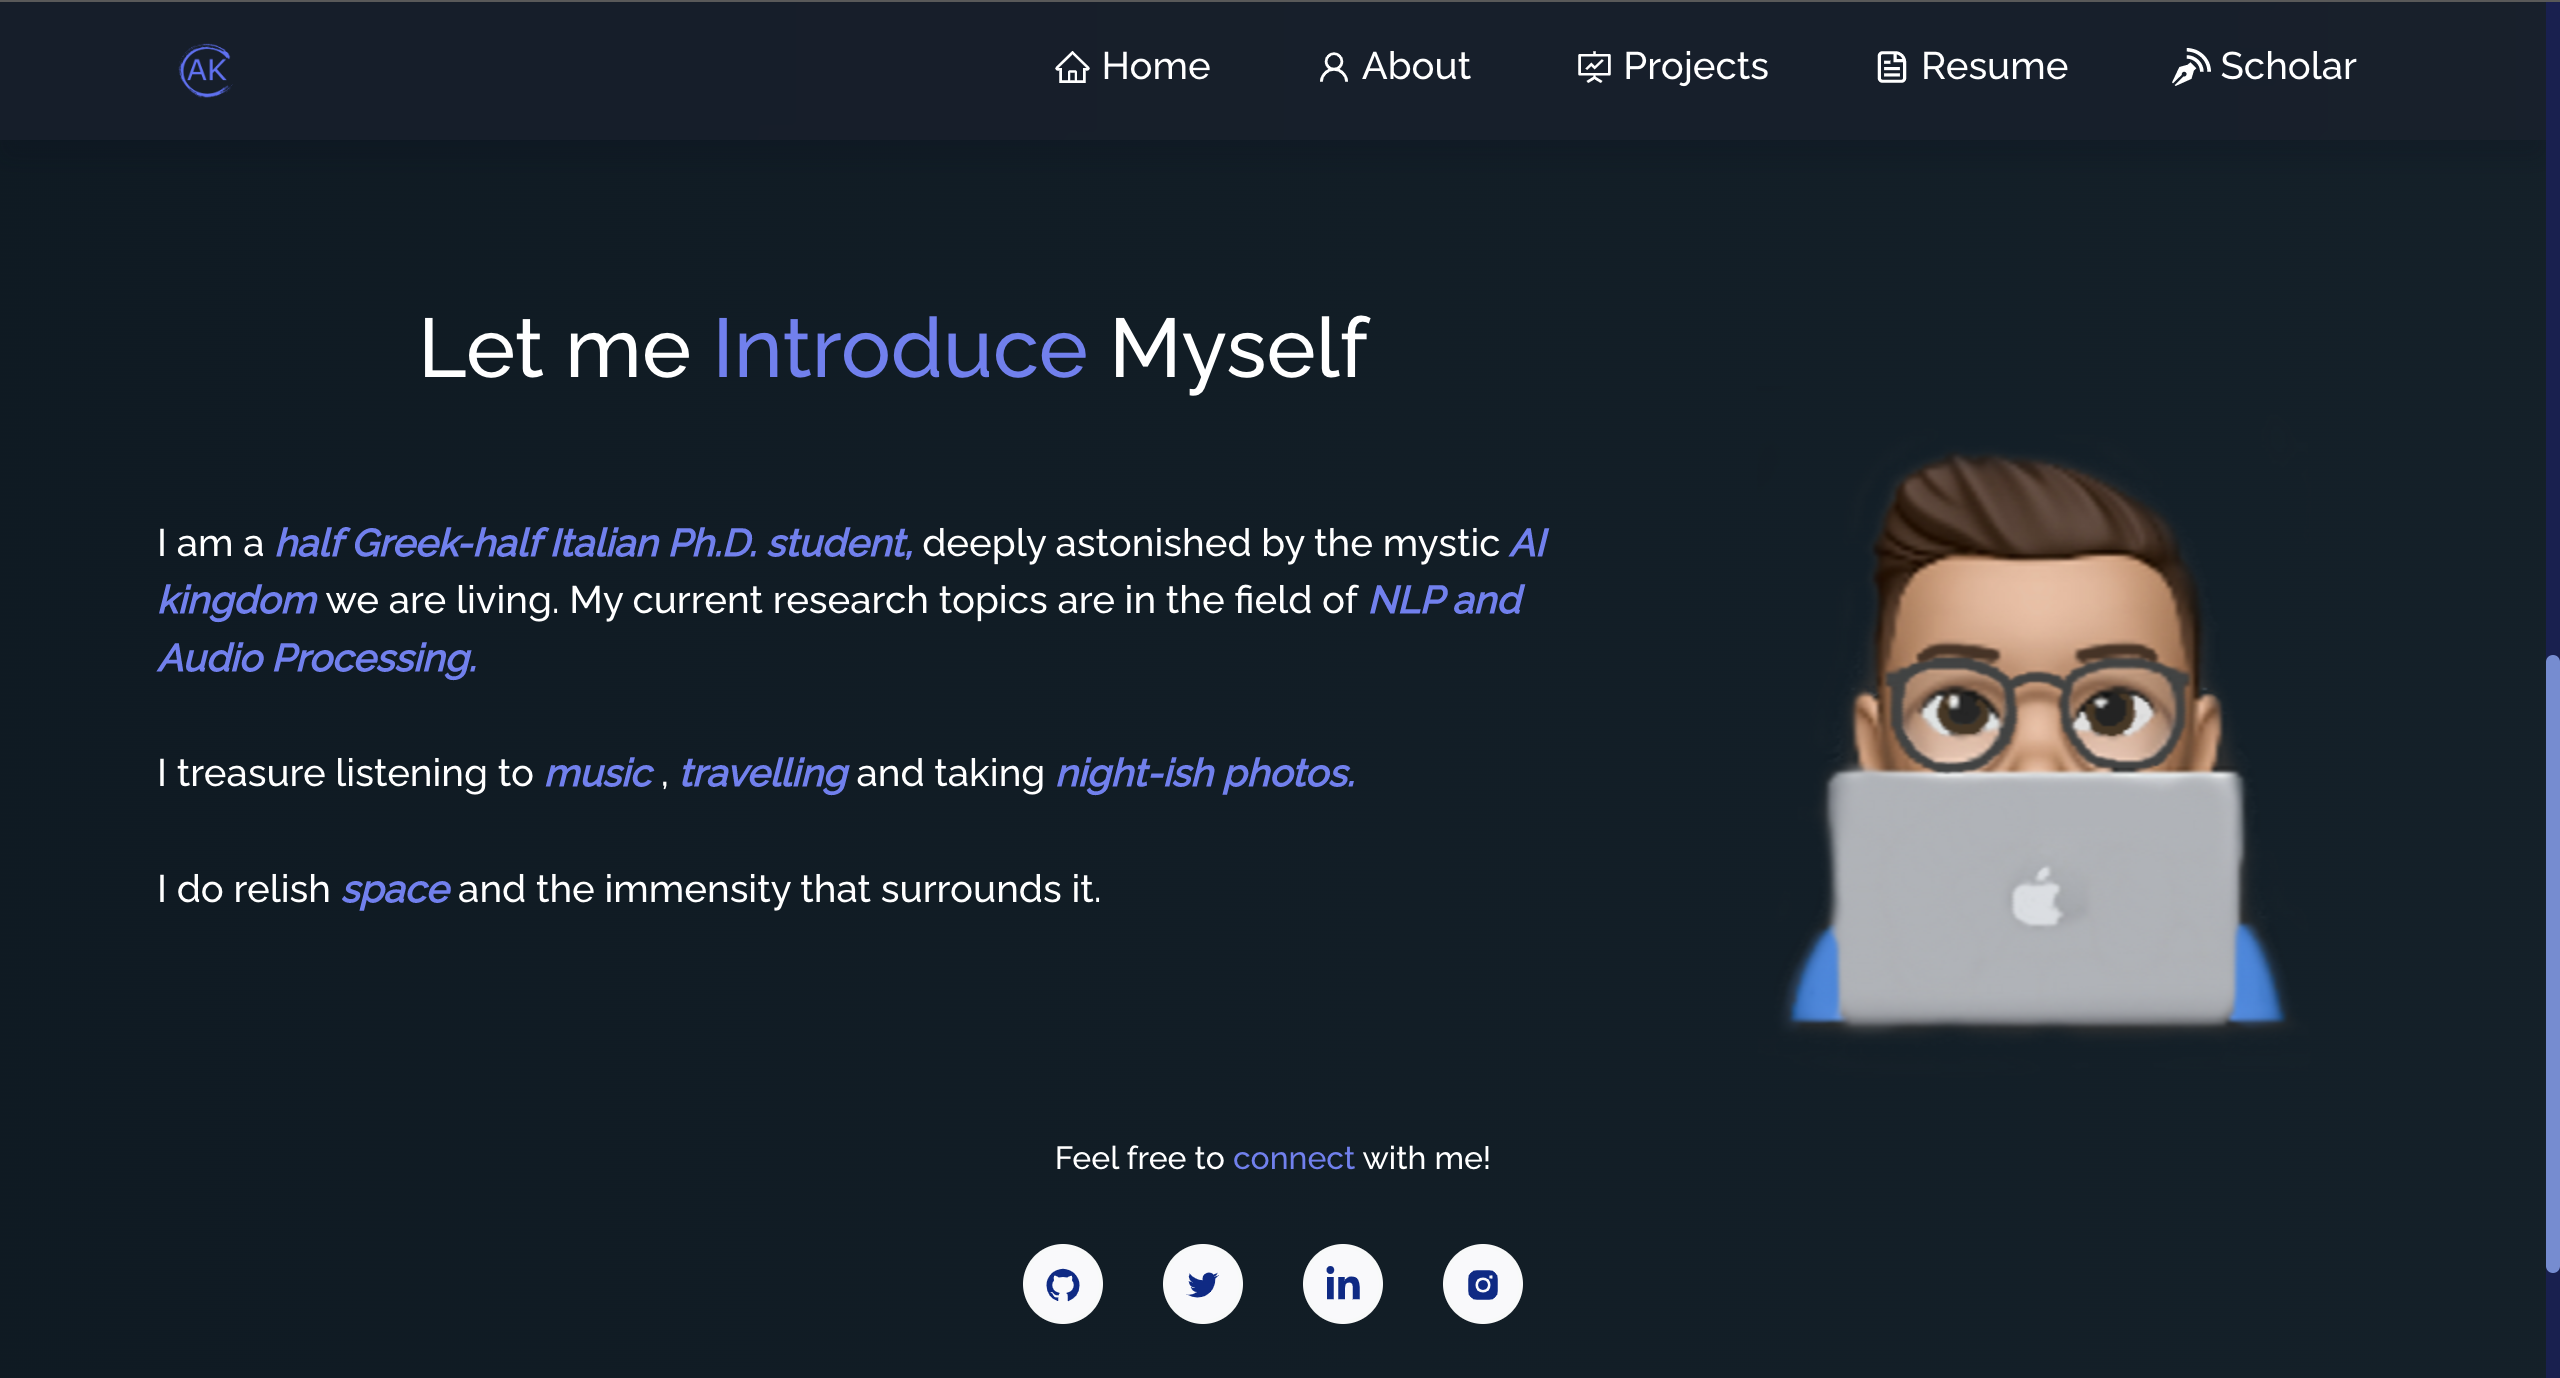 AK
Home
About
Projects
Resume
Scholar
Let me Introduce Myself
I am a half Greek-half Italian Ph.D. student, deeply astonished by the mystic AI
kingdom we are living. My current research topics are in the field of NLP and
Audio Processing.
I treasure listening to music , travelling and taking night-ish photos.
I do relish space and the immensity that surrounds it.
Feel free to connect with me!
in